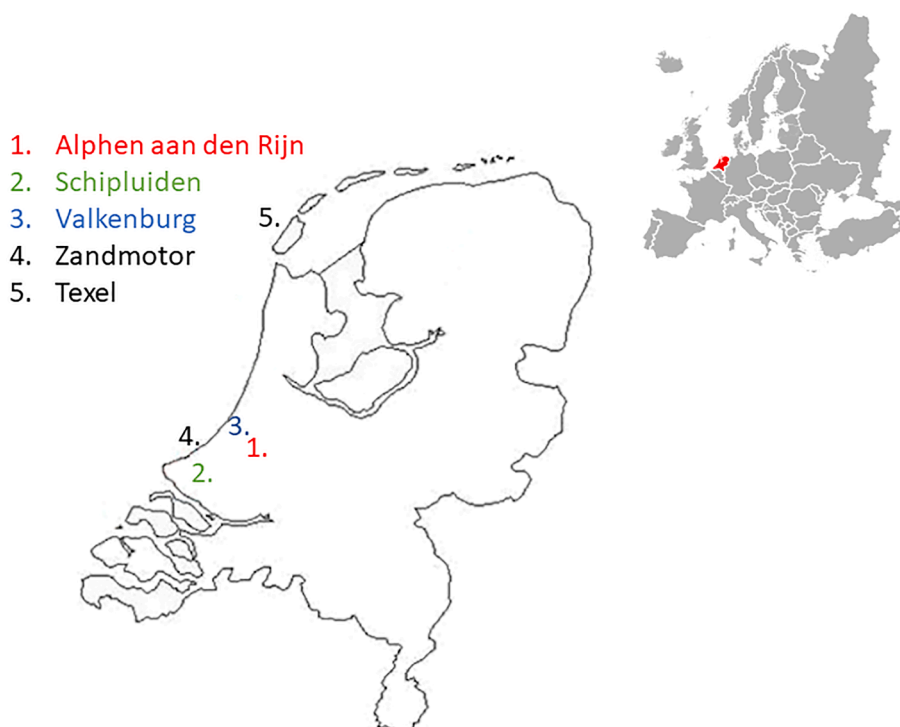 1. Alphen aan den Rijn
2. Schipluiden
3. Valkenburg
4. Zandmotor
5. Texel
5.
3.
4.
1.
2.